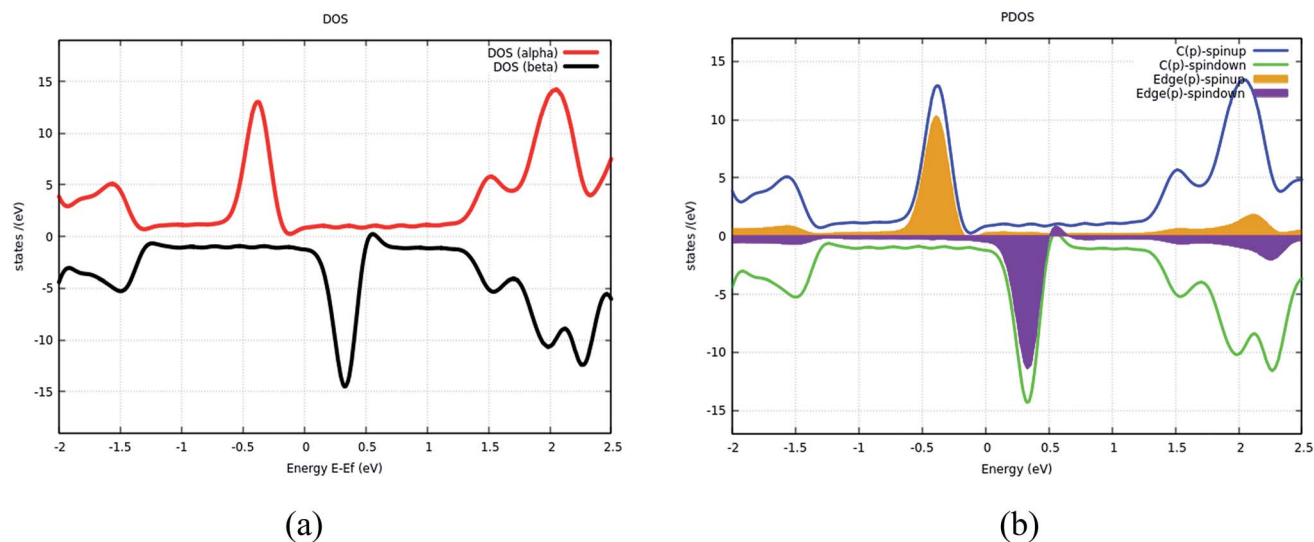 DOS
DOS (alpha)
DOS (beta)
15
10
5
0
-5
-10
-15
states /(eV)
-2 -1.5 -1 -0.5 0 0.5 1 1.5 2 2.5
Energy E-Ef (eV)
(a)
PDOS
C(p)-spinup
C(p)-spindown
Edge(p)-spinup
Edge(p)-spindown
15
10
5
0
-5
-10
-15
states /(eV)
-2 -1.5 -1 -0.5 0 0.5 1 1.5 2 2.5
Energy (eV)
(b)